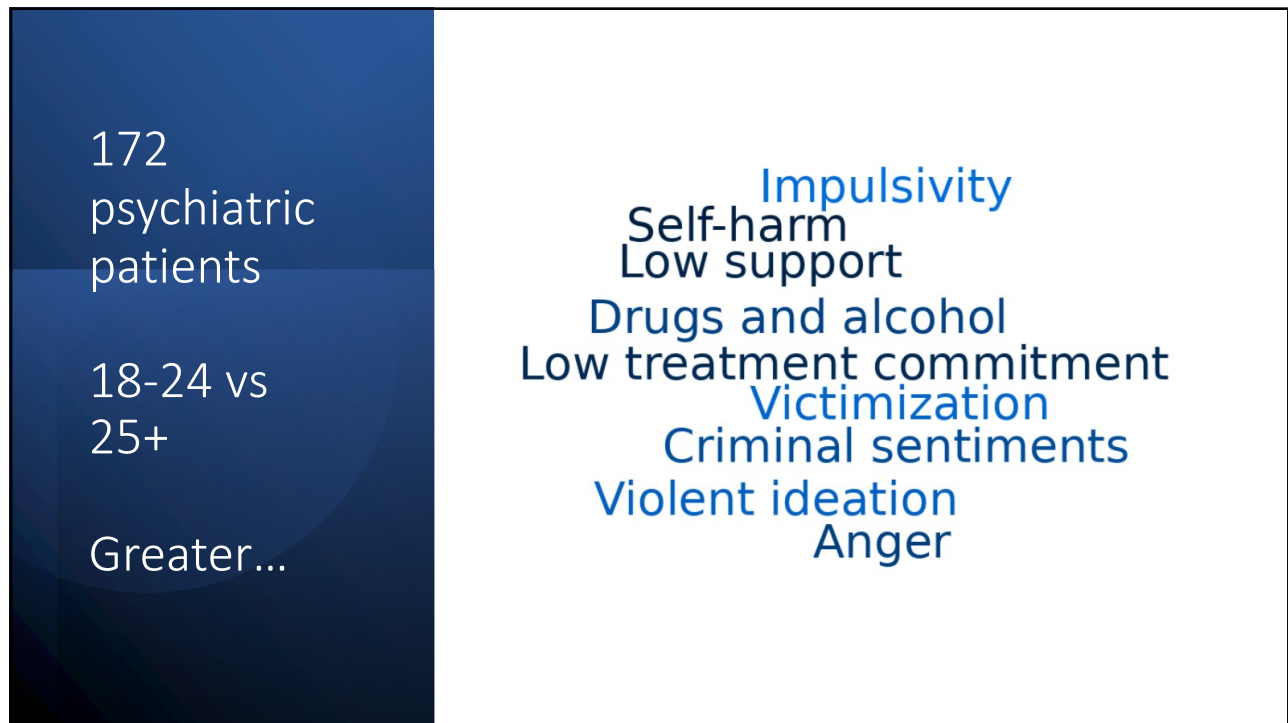 172
psychiatric
patients
18-24 vs
25+
Greater...
Impulsivity
Self-harm
Low support
Drugs and alcohol
Low treatment commitment
Victimization
Criminal sentiments
Violent ideation
Anger